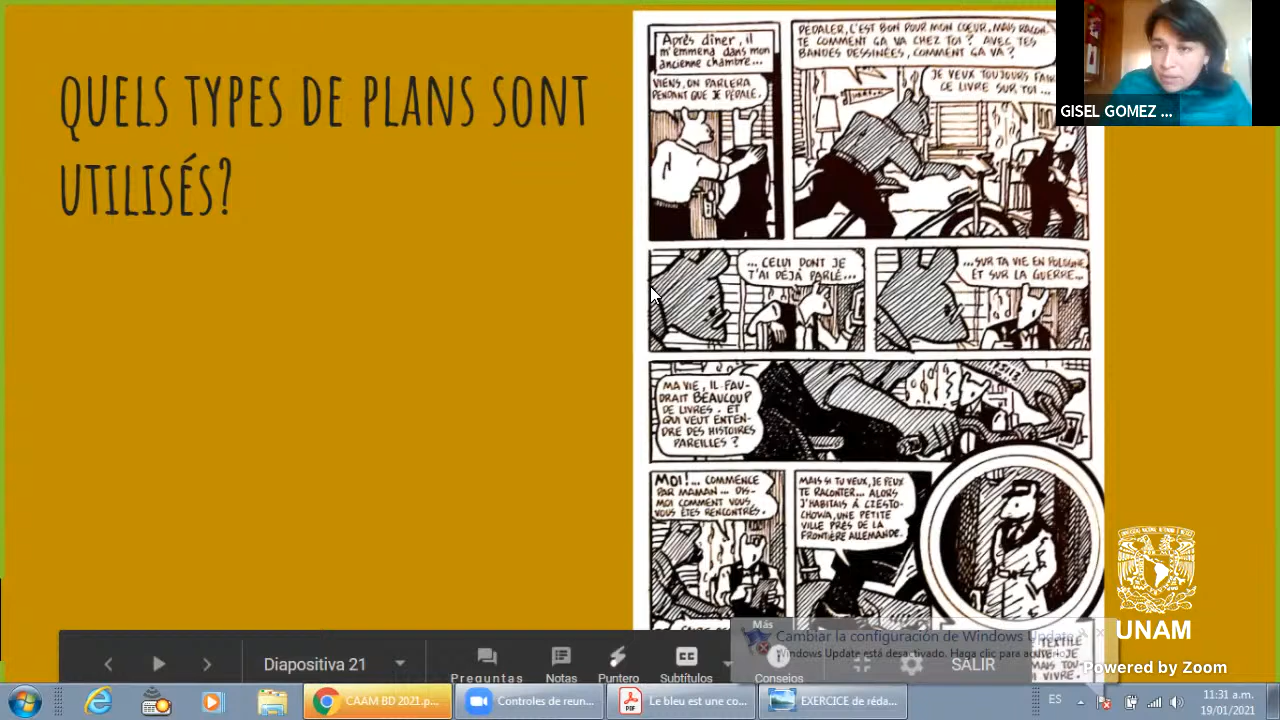 QUELS TYPES DE PLANS SONT
UTILISÉS?
Après dîner, il
m'emmena dans mon
ancienne chambre...
VIENS, ON PARLERA
PENDANT QUE JE PÉDALE.
PÉDALER, C'EST BON POUR MON COEUR, MAIS RACON-
TE COMMENT ÇA VA CHEZ TOI ? AVEC TES
BANDES DESSINÉES, COMMENT ÇA VA ?
JE VEUX TOUJOURS FAIRE
CE LIVRE SUR TOI...
... CELUI DONT JE
T'AI DÉJÀ PARLÉ...
...SUR TA VIE EN POLOGNE
ET SUR LA GUERRE...
MA VIE, IL FAU-
DRAIT BEAUCOUP
DE LIVRES. ET
QUI VEUT ENTEN-
DRE DES HISTOIRES
PAREILLES ?
MOI!... COMMENCE
PAR MAMAN... DIS-
MOI COMMENT VOUS
VOUS ÊTES RENCONTRÉS.
MAIS SI TU VEUX, JE PEUX
TE RACONTER... ALORS
J'HABITAIS À CZESTO-
CHOWA, UNE PETITE
VILLE PRÈS DE LA
FRONTIÈRE ALLEMANDE.
TEXTILE
JE
MAIS TOU
VIVRE.
GISEL GOMEZ ...
UNAM
Powered by Zoom
Más
Cambiar la configuración de Windows Update
Windows Update está desactivado. Haga clic para
Diapositiva 21
Preguntas
Notas
Puntero
Subtítulos
Consejos
SALIR
CAAM BD 2021.p...
Controles de reun...
Le bleu est une co...
EXERCICE de réda...
ES
11:31 a.m.
19/01/2021